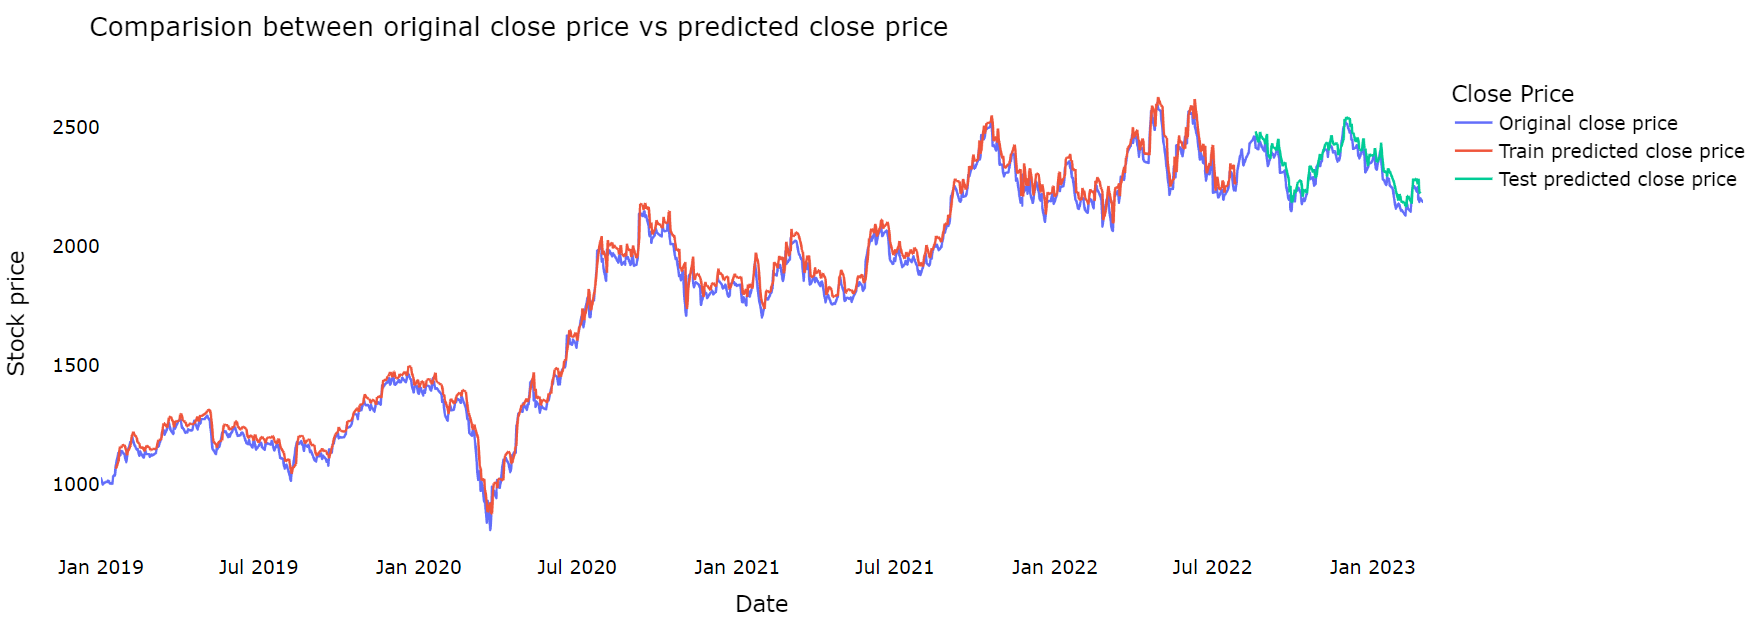 Comparision between original close price vs predicted close price
Close Price
Original close price
Train predicted close price
Test predicted close price
Stock price
2500
2000
1500
1000
Jan 2019 Jul 2019 Jan 2020 Jul 2020 Jan 2021 Jul 2021 Jan 2022 Jul 2022 Jan 2023
Date